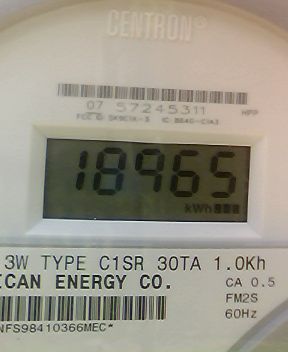 CENTRON®
07 57245311 HPP
18965
kWh
3W TYPE C1SR 30TA 1.0Kh
ICAN ENERGY CO. CA 0.5
FM2S
NFS98410366MEC* 60Hz